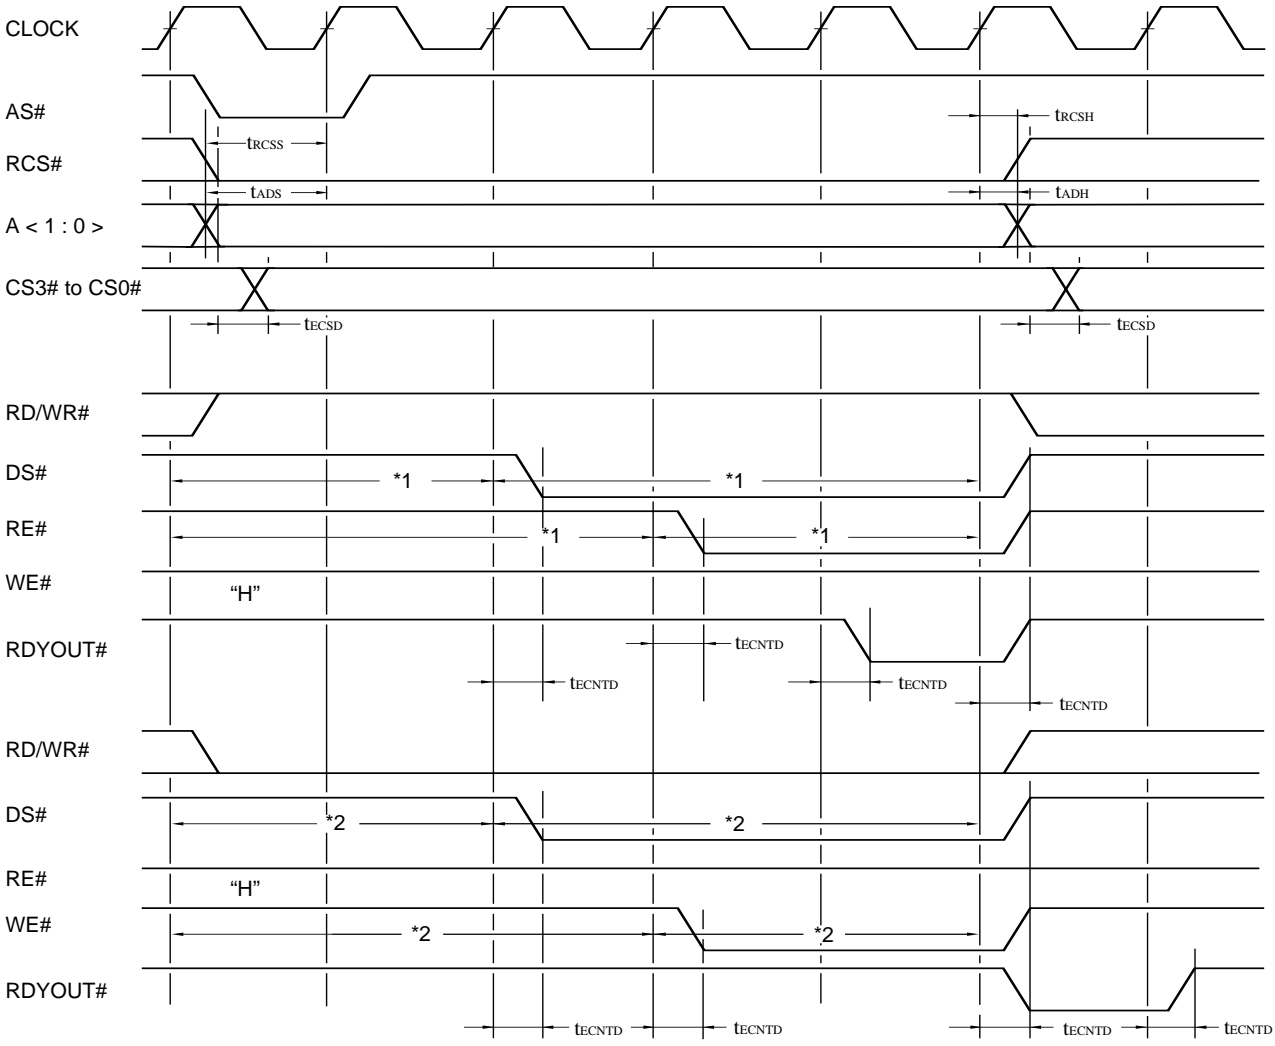 CLOCK
AS#
tRCSH
tRCSS
RCS#
tADS
tADH
A < 1 : 0 >
CS3# to CS0#
tECSD
tECSD
RD/WR#
DS#
*1
*1
RE#
*1
*1
WE#
“H”
RDYOUT#
tECNTD
tECNTD
tECNTD
tECNTD
RD/WR#
DS#
*2
*2
RE#
“H”
WE#
*2
*2
RDYOUT#
tECNTD
tECNTD
tECNTD
tECNTD